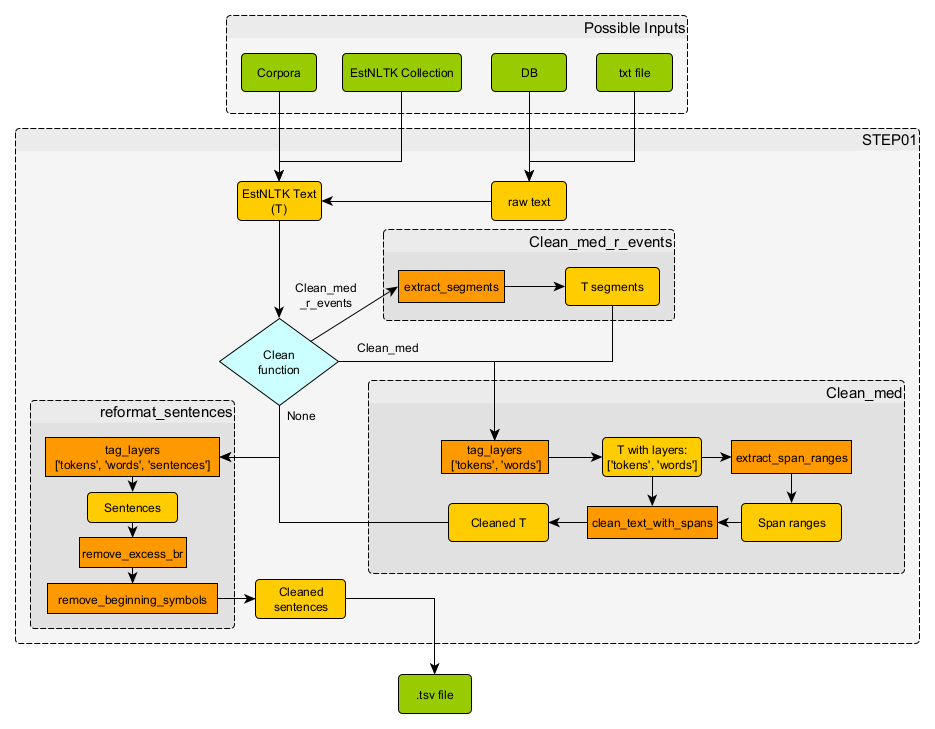 Possible Inputs
Corpora
EstNLTK Collection
DB
txt file
STEP01
EstNLTK Text
(T)
raw text
Clean_med_r_events
extract_segments
T segments
Clean_med
_r_events
Clean
function
Clean_med
None
Clean_med
tag_layers
['tokens', 'words']
T with layers:
['tokens', 'words']
extract_span_ranges
Cleaned T
clean_text_with_spans
Span ranges
reformat_sentences
tag_layers
['tokens', 'words', 'sentences']
Sentences
remove_excess_br
remove_beginning_symbols
Cleaned
sentences
.tsv file